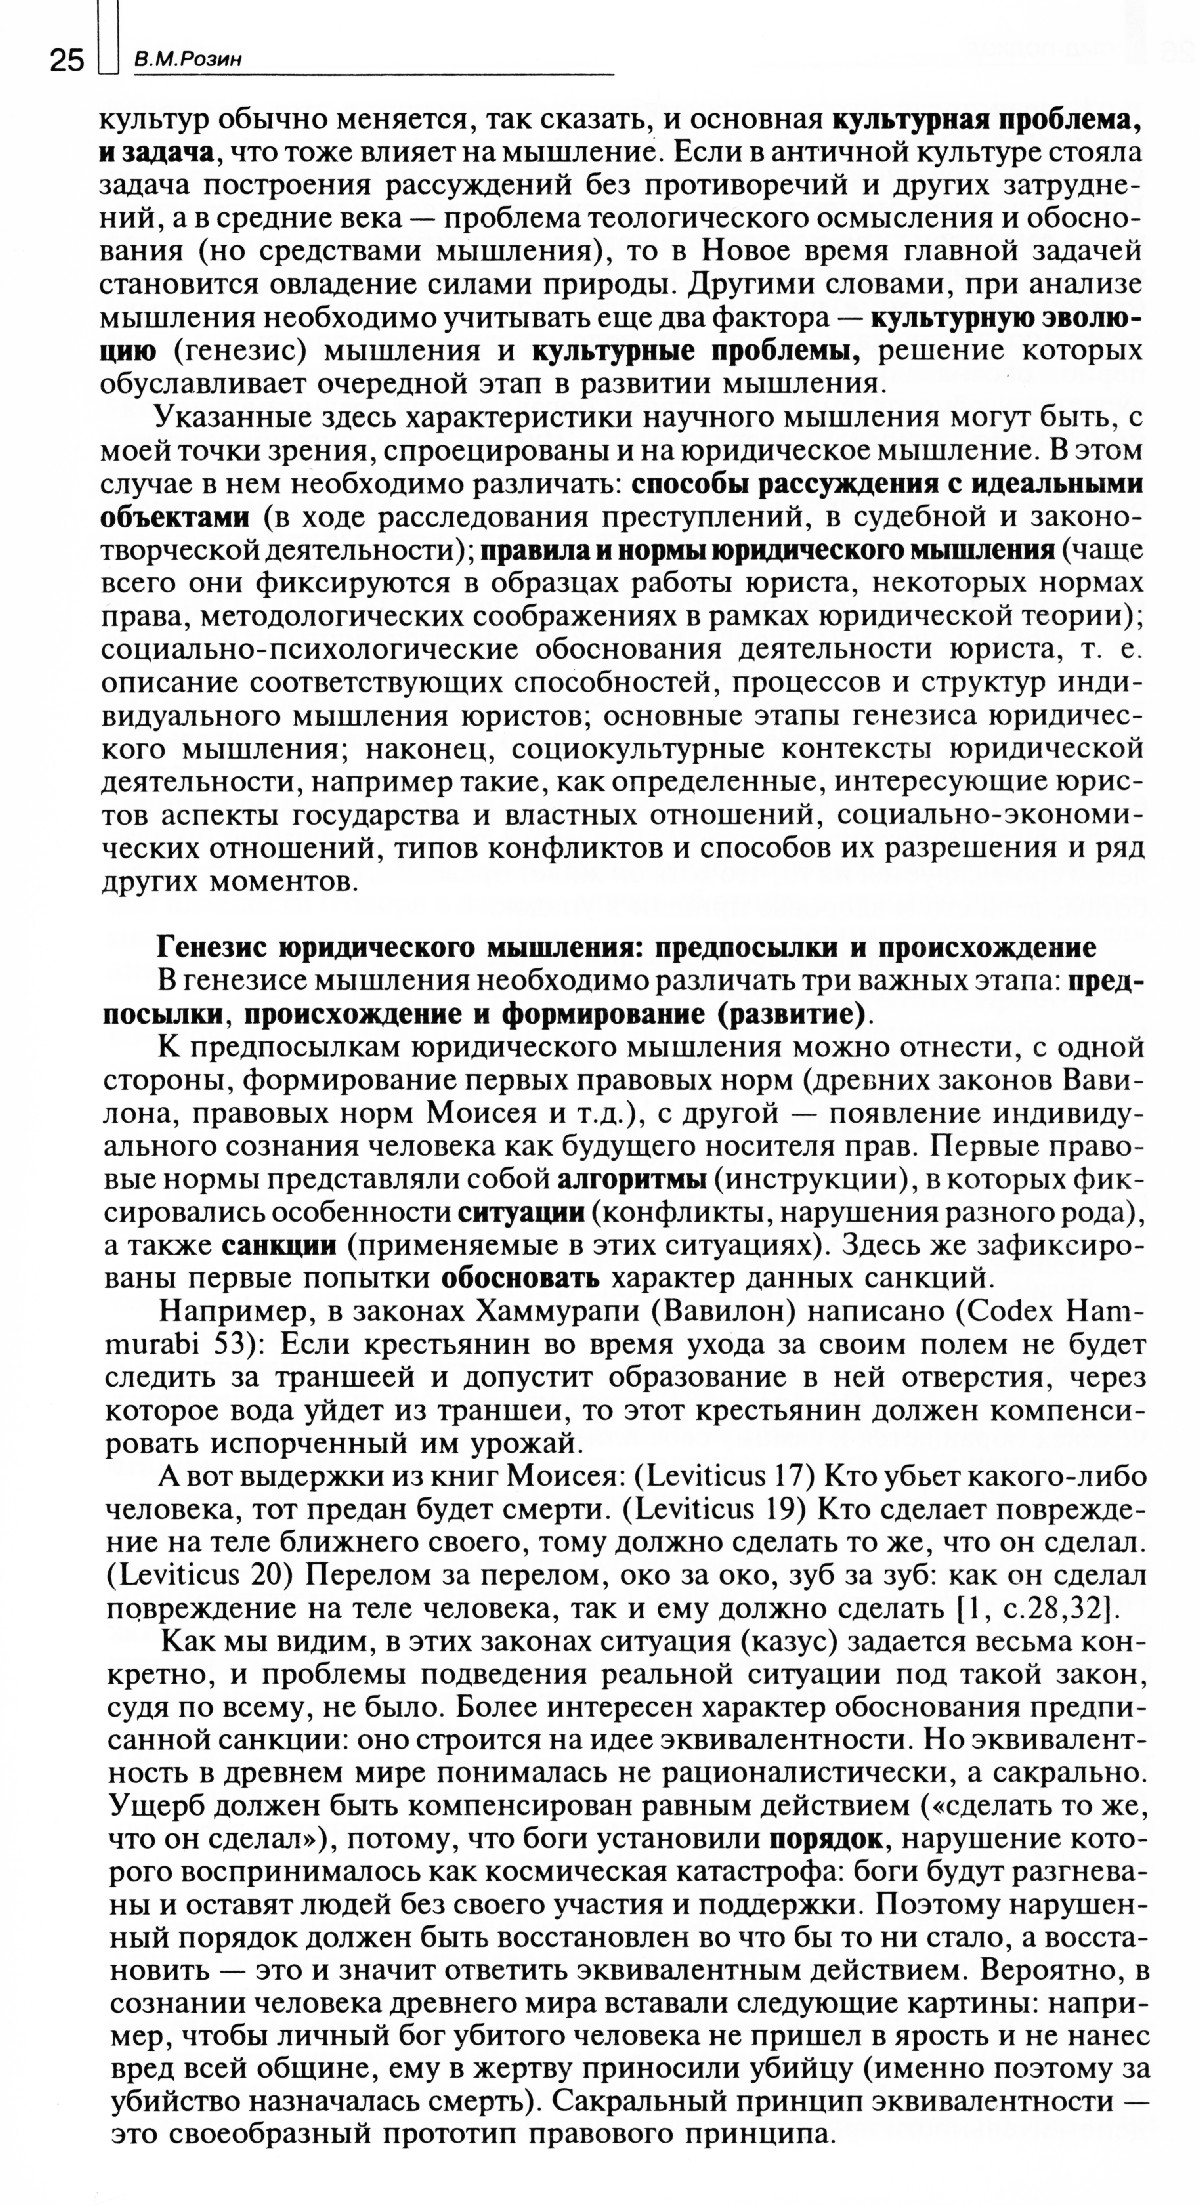 25
В.М.Розин
культур обычно меняется, так сказать, и основная культурная проблема,
и задача, что тоже влияет на мышление. Если в античной культуре стояла
задача построения рассуждений без противоречий и других затрудне-
ний, а в средние века — проблема теологического осмысления и обосно-
вания (но средствами мышления), то в Новое время главной задачей
становится овладение силами природы. Другими словами, при анализе
мышления необходимо учитывать еще два фактора — культурную эволю-
цию (генезис) мышления и культурные проблемы, решение которых
обуславливает очередной этап в развитии мышления.
Указанные здесь характеристики научного мышления могут быть, с
моей точки зрения, спроецированы и на юридическое мышление. В этом
случае в нем необходимо различать: способы рассуждения с идеальными
объектами (в ходе расследования преступлений, в судебной и законо-
творческой деятельности); правила и нормы юридического мышления (чаще
всего они фиксируются в образцах работы юриста, некоторых нормах
права, методологических соображениях в рамках юридической теории);
социально-психологические обоснования деятельности юриста, т. е.
описание соответствующих способностей, процессов и структур инди-
видуального мышления юристов; основные этапы генезиса юридичес-
кого мышления; наконец, социокультурные контексты юридической
деятельности, например такие, как определенные, интересующие юрис-
тов аспекты государства и властных отношений, социально-экономи-
ческих отношений, типов конфликтов и способов их разрешения и ряд
других моментов.
Генезис юридического мышления: предпосылки и происхождение
В генезисе мышления необходимо различать три важных этапа: пред-
посылки, происхождение и формирование (развитие).
К предпосылкам юридического мышления можно отнести, с одной
стороны, формирование первых правовых норм (древних законов Вави-
лона, правовых норм Моисея и т.д.), с другой — появление индивиду-
ального сознания человека как будущего носителя прав. Первые право-
вые нормы представляли собой алгоритмы (инструкции), в которых фик-
сировались особенности ситуации (конфликты, нарушения разного рода),
а также санкции (применяемые в этих ситуациях). Здесь же зафиксиро-
ваны первые попытки обосновать характер данных санкций.
Например, в законах Хаммурапи (Вавилон) написано (Codex Ham-
murabi 53): Если крестьянин во время ухода за своим полем не будет
следить за траншеей и допустит образование в ней отверстия, через
которое вода уйдет из траншеи, то этот крестьянин должен компенси-
ровать испорченный им урожай.
А вот выдержки из книг Моисея: (Leviticus 17) Кто убьет какого-либо
человека, тот предан будет смерти. (Leviticus 19) Кто сделает поврежде-
ние на теле ближнего своего, тому должно сделать то же, что он сделал.
(Leviticus 20) Перелом за перелом, око за око, зуб за зуб: как он сделал
повреждение на теле человека, так и ему должно сделать [1, с.28,32].
Как мы видим, в этих законах ситуация (казус) задается весьма кон-
кретно, и проблемы подведения реальной ситуации под такой закон,
судя по всему, не было. Более интересен характер обоснования предпи-
санной санкции: оно строится на идее эквивалентности. Но эквивалент-
ность в древнем мире понималась не рационалистически, а сакрально.
Ущерб должен быть компенсирован равным действием («сделать то же,
что он сделал»), потому, что боги установили порядок, нарушение кото-
рого воспринималось как космическая катастрофа: боги будут разгнева-
ны и оставят людей без своего участия и поддержки. Поэтому нарушен-
ный порядок должен быть восстановлен во что бы то ни стало, а восста-
новить — это и значит ответить эквивалентным действием. Вероятно, в
сознании человека древнего мира вставали следующие картины: напри-
мер, чтобы личный бог убитого человека не пришел в ярость и не нанес
вред всей общине, ему в жертву приносили убийцу (именно поэтому за
убийство назначалась смерть). Сакральный принцип эквивалентности —
это своеобразный прототип правового принципа.